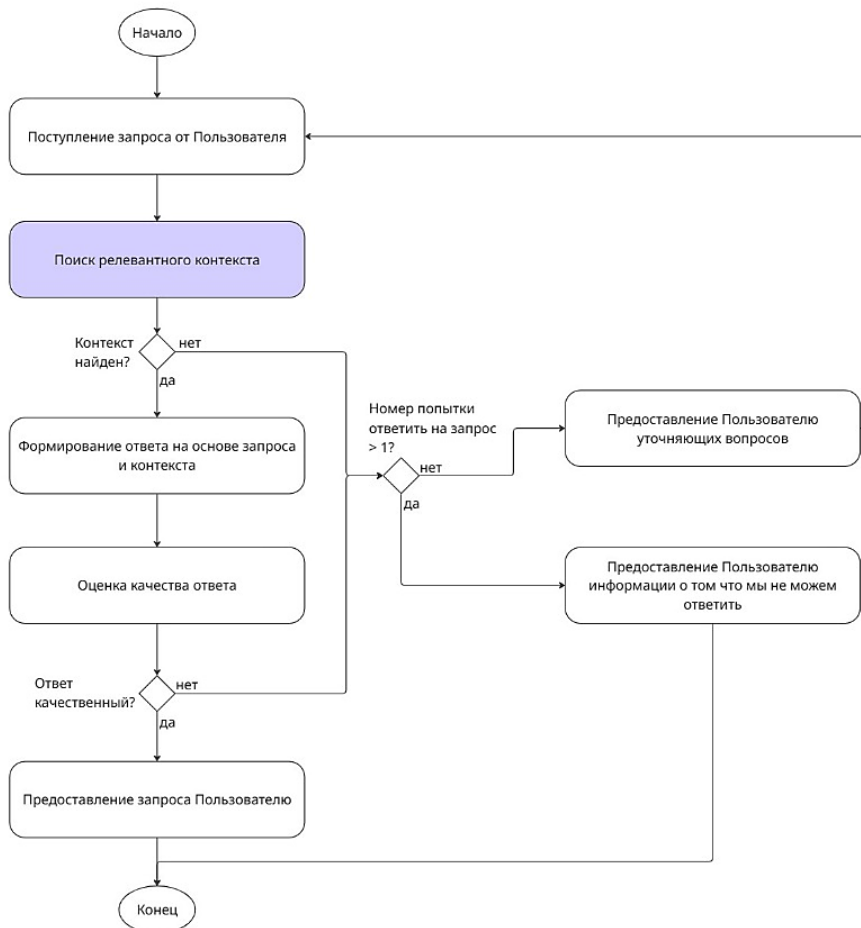 Начало
Поступление запроса от Пользователя
Поиск релевантного контекста
Контекст
найден?
нет
да
Формирование ответа на основе запроса
и контекста
Номер попытки
ответить на запрос
> 1?
нет
да
Предоставление Пользователю
уточняющих вопросов
Оценка качества ответа
Предоставление Пользователю
информации о том что мы не можем
ответить
Ответ
качественный?
нет
да
Предоставление запроса Пользователю
Конец